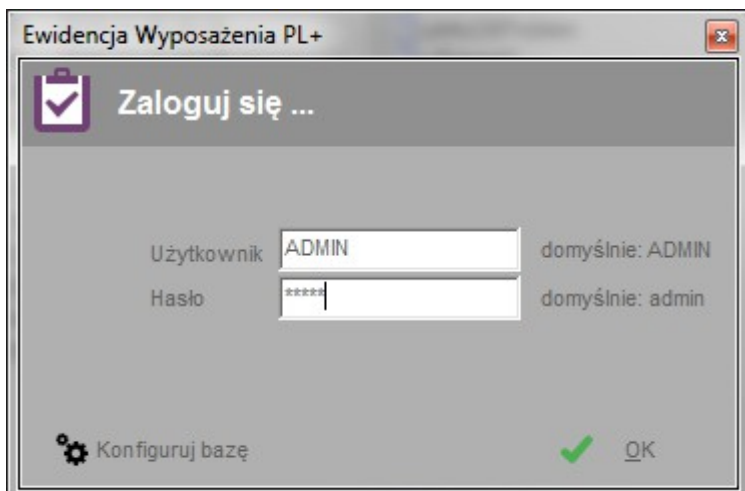 Ewidencja Wyposażenia PL+
Zaloguj się ...
Użytkownik ADMIN domyślnie: ADMIN
Hasło ***** domyślnie: admin
Konfiguruj bazę OK